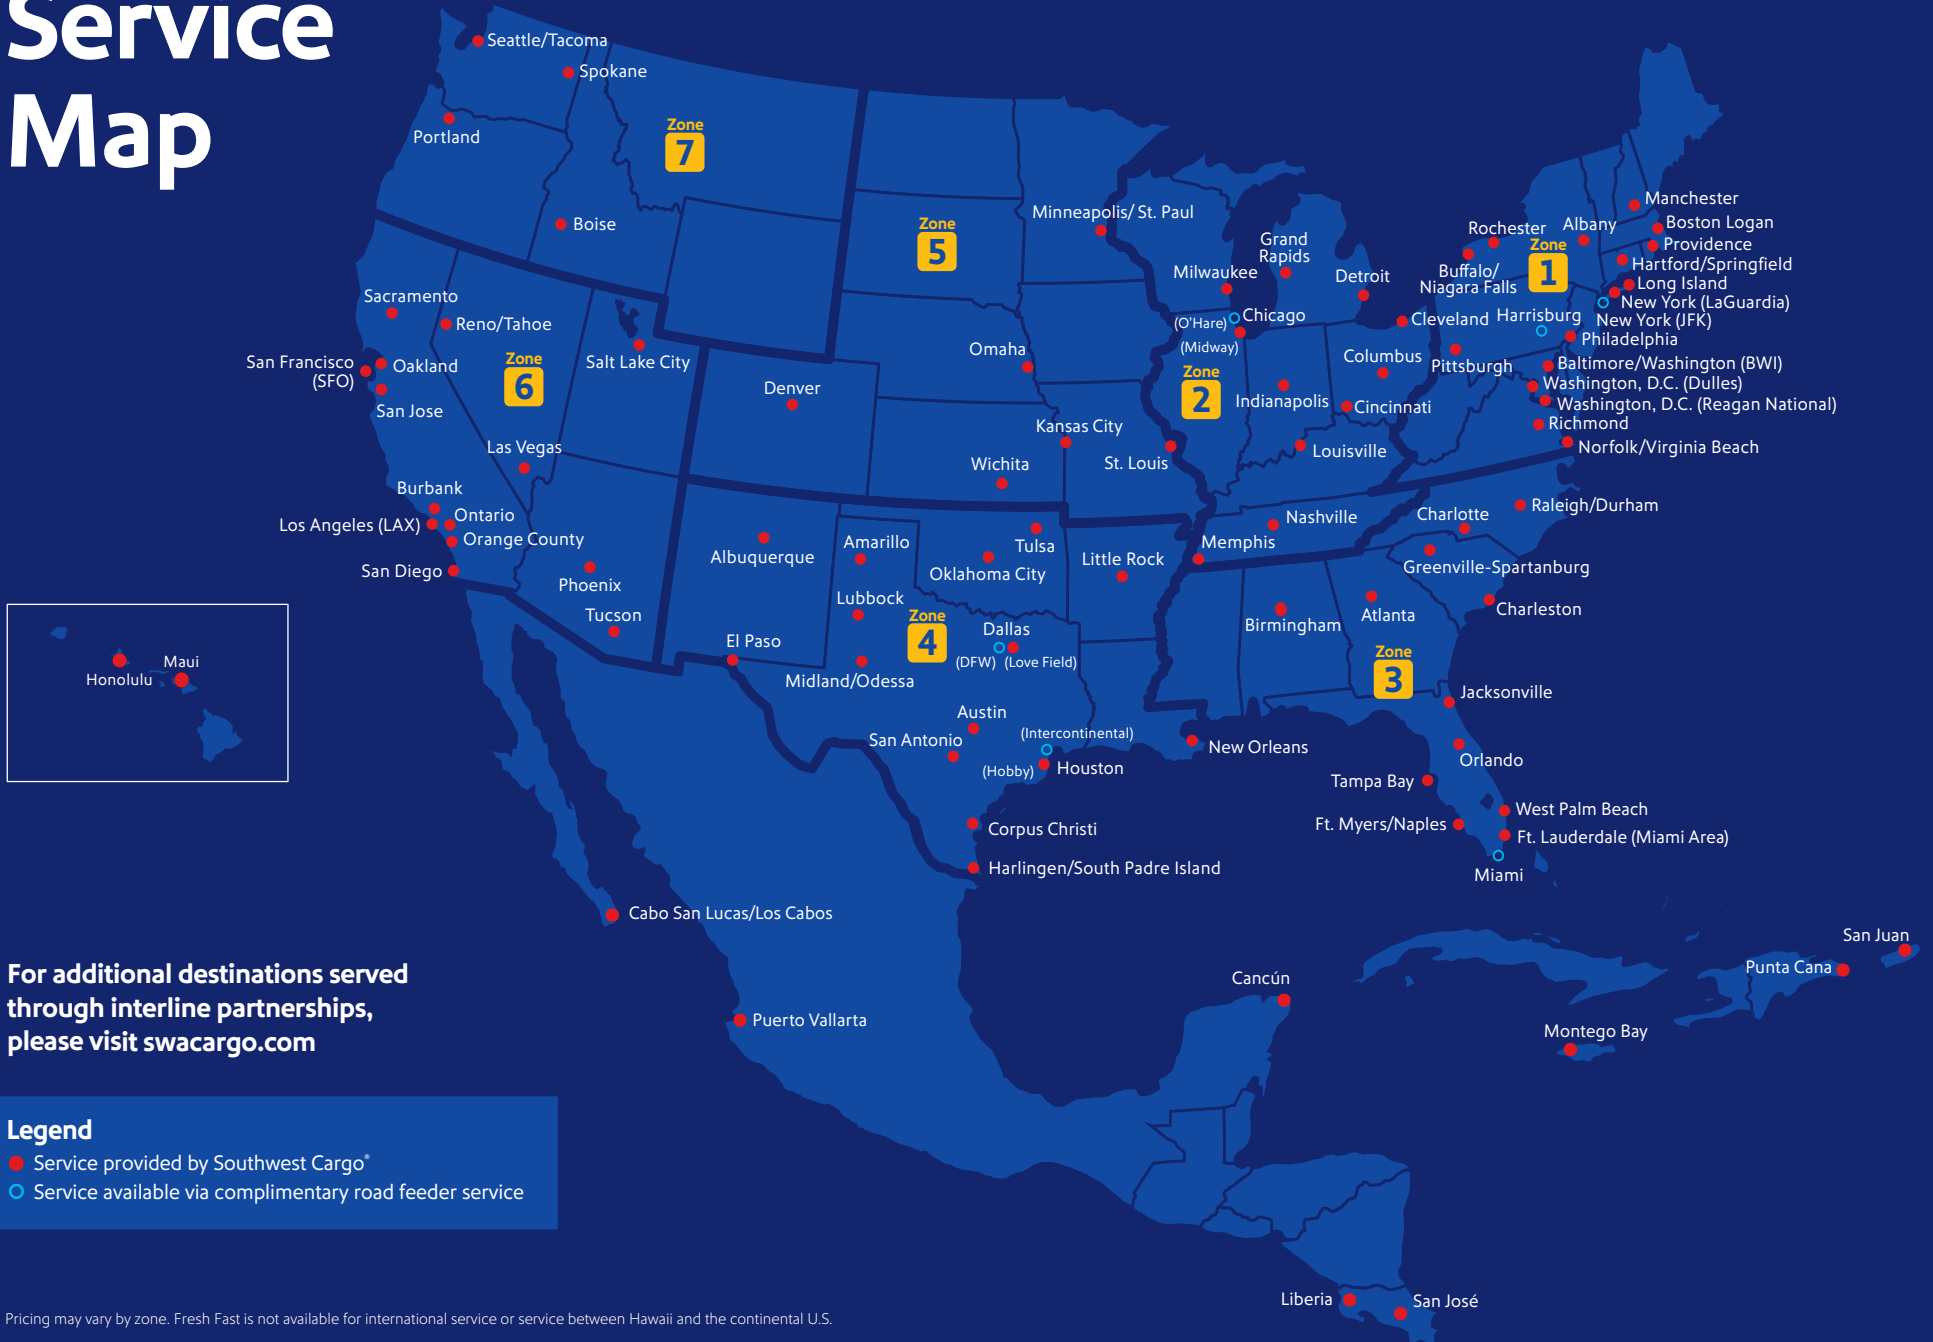 Service
Map
Seattle/Tacoma
Spokane
Portland
Zone
7
Boise
Zone
5
Minneapolis/ St. Paul
Grand
Rapids
Milwaukee
Detroit
(O'Hare)
Chicago
(Midway)
Zone
2
Cleveland
Columbus
Indianapolis
Cincinnati
Louisville
Manchester
Boston Logan
Rochester
Albany
Providence
Zone
1
Buffalo/
Niagara Falls
Hartford/Springfield
Long Island
New York (LaGuardia)
Harrisburg
New York (JFK)
Philadelphia
Pittsburgh
Baltimore/Washington (BWI)
Washington, D.C. (Dulles)
Washington, D.C. (Reagan National)
Richmond
Norfolk/Virginia Beach
Sacramento
Reno/Tahoe
San Francisco
(SFO)
Oakland
San Jose
Zone
6
Salt Lake City
Las Vegas
Burbank
Ontario
Los Angeles (LAX)
Orange County
San Diego
Phoenix
Tucson
Denver
Omaha
Kansas City
Wichita
St. Louis
Albuquerque
Amarillo
Tulsa
Oklahoma City
Little Rock
Lubbock
Zone
4
Dallas
(DFW)
(Love Field)
El Paso
Midland/Odessa
Austin
San Antonio
(Intercontinental)
(Hobby)
Houston
Corpus Christi
Harlingen/South Padre Island
Nashville
Memphis
Charlotte
Raleigh/Durham
Greenville-Spartanburg
Charleston
Birmingham
Atlanta
Zone
3
Jacksonville
New Orleans
Orlando
Tampa Bay
West Palm Beach
Ft. Myers/Naples
Ft. Lauderdale (Miami Area)
Miami
Honolulu
Maui
Cabo San Lucas/Los Cabos
Puerto Vallarta
Cancún
San Juan
Punta Cana
Montego Bay
Liberia
San José
For additional destinations served
through interline partnerships,
please visit swacargo.com
Legend
Service provided by Southwest Cargo®
Service available via complimentary road feeder service
Pricing may vary by zone. Fresh Fast is not available for international service or service between Hawaii and the continental U.S.